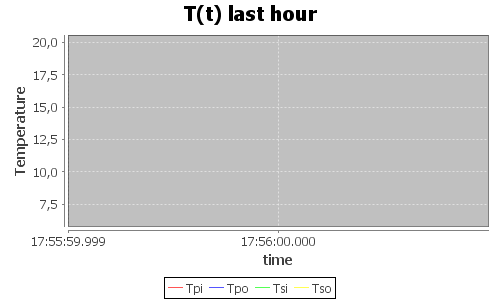 T(t) last hour
20,0
17,5
15,0
12,5
10,0
7,5
Temperature
17:55:59.999 17:56:00.000
time
Tpi Tpo Tsi Tso